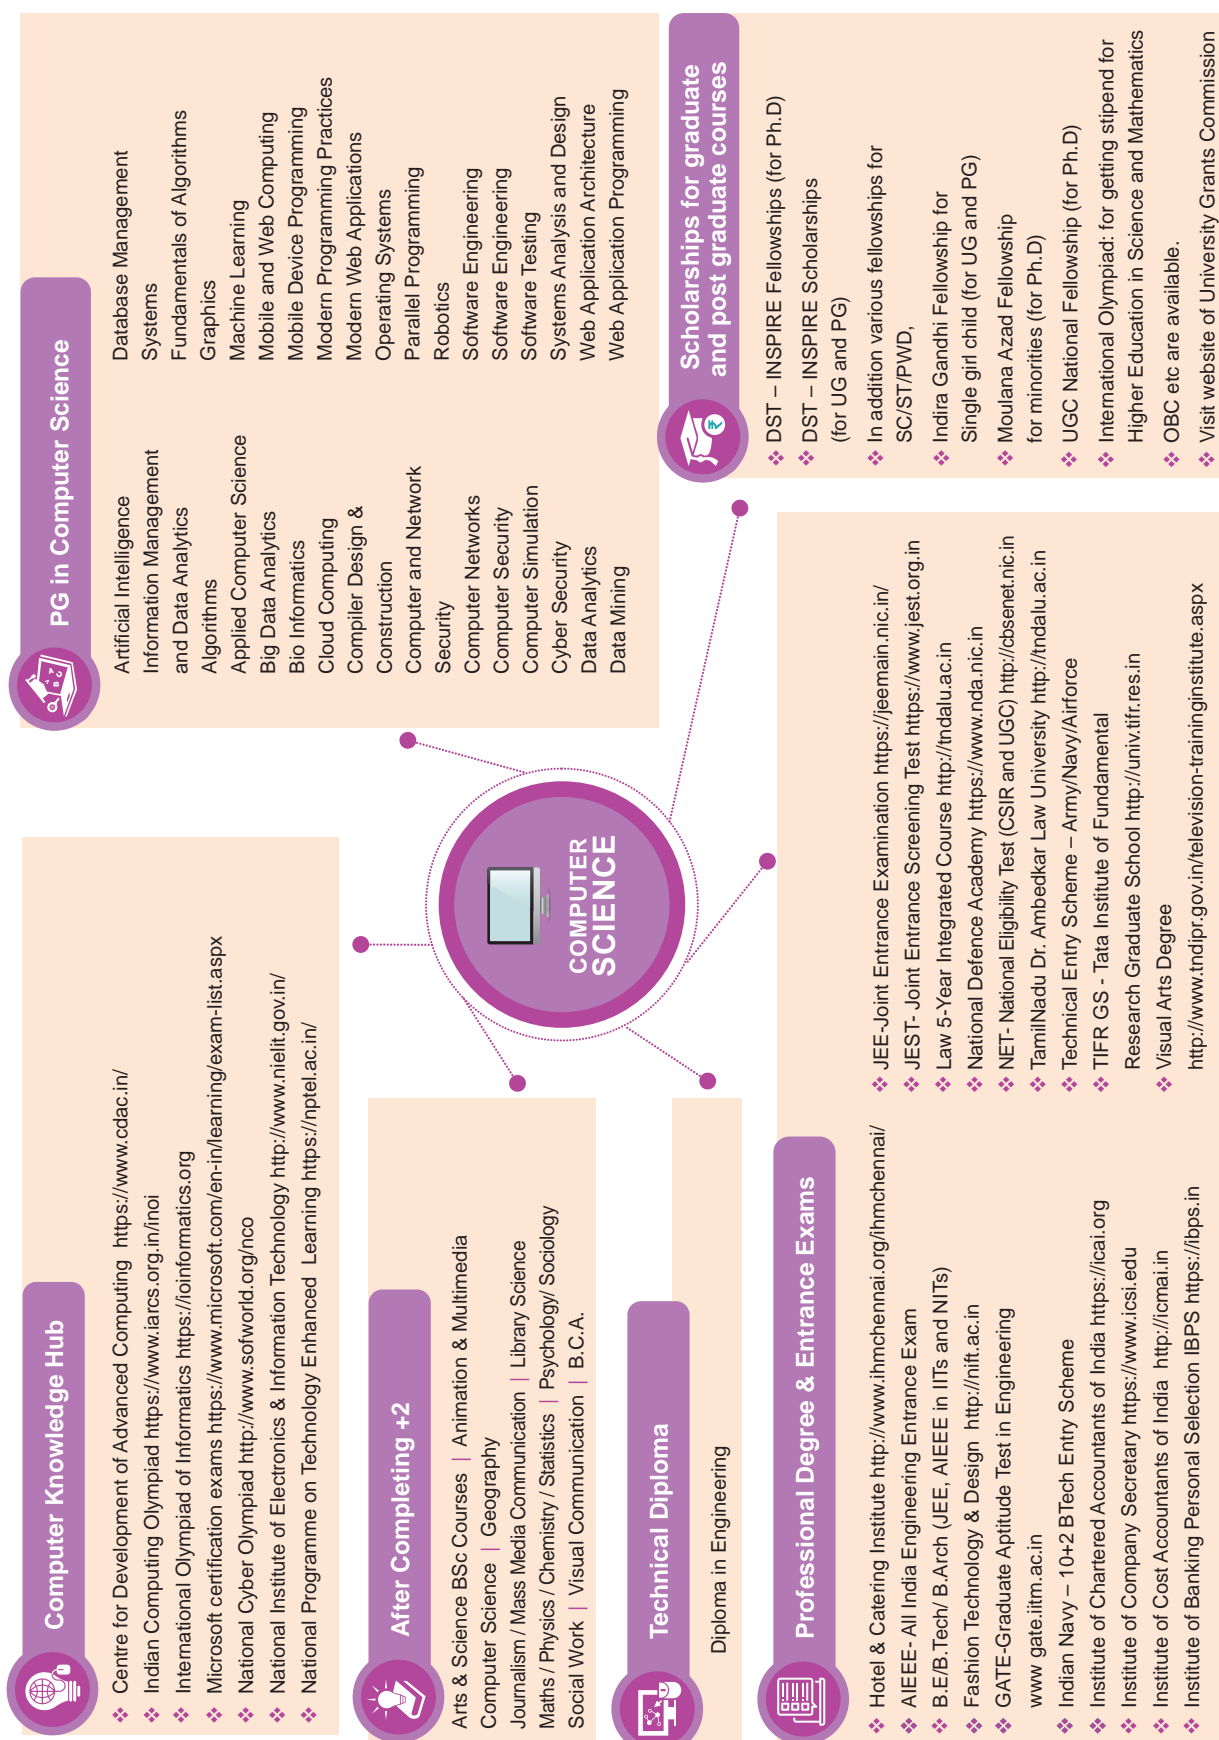 Computer Knowledge Hub
❖ Centre for Development of Advanced Computing https://www.cdac.in/
❖ Indian Computing Olympiad https://www.iarcs.org.in/inoi
❖ International Olympiad of Informatics https://ioinformatics.org
❖ Microsoft certification exams https://www.microsoft.com/en-in/learning/exam-list.aspx
❖ National Cyber Olympiad http://www.sofworld.org/nco
❖ National Institute of Electronics & Information Technology http://www.nielit.gov.in/
❖ National Programme on Technology Enhanced Learning https://nptel.ac.in/
PG in Computer Science
Artificial Intelligence
Information Management
and Data Analytics
Algorithms
Applied Computer Science
Big Data Analytics
Bio Informatics
Cloud Computing
Compiler Design &
Construction
Computer and Network
Security
Computer Networks
Computer Security
Computer Simulation
Cyber Security
Data Analytics
Data Mining
Database Management
Systems
Fundamentals of Algorithms
Graphics
Machine Learning
Mobile and Web Computing
Mobile Device Programming
Modern Programming Practices
Modern Web Applications
Operating Systems
Parallel Programming
Robotics
Software Engineering
Software Engineering
Software Testing
Systems Analysis and Design
Web Application Architecture
Web Application Programming
After Completing +2
Arts & Science BSc Courses | Animation & Multimedia
Computer Science | Geography
Journalism / Mass Media Communication | Library Science
Maths / Physics / Chemistry / Statistics | Psychology/ Sociology
Social Work | Visual Communication | B.C.A.
COMPUTER
SCIENCE
Technical Diploma
Diploma in Engineering
Scholarships for graduate
and post graduate courses
❖ DST – INSPIRE Fellowships (for Ph.D)
❖ DST – INSPIRE Scholarships
(for UG and PG)
❖ In addition various fellowships for
SC/ST/PWD,
❖ Indira Gandhi Fellowship for
Single girl child (for UG and PG)
❖ Moulana Azad Fellowship
for minorities (for Ph.D)
❖ UGC National Fellowship (for Ph.D)
❖ International Olympiad: for getting stipend for
Higher Education in Science and Mathematics
❖ OBC etc are available.
❖ Visit website of University Grants Commission
Professional Degree & Entrance Exams
❖ Hotel & Catering Institute http://www.ihmchennai.org/ihmchennai/
❖ AIEEE- All India Engineering Entrance Exam
❖ B.E/B.Tech/ B.Arch (JEE, AIEEE in IITs and NITs)
❖ Fashion Technology & Design http://nift.ac.in
❖ GATE-Graduate Aptitude Test in Engineering
www gate.iitm.ac.in
❖ Indian Navy – 10+2 BTech Entry Scheme
❖ Institute of Chartered Accountants of India https://icai.org
❖ Institute of Company Secretary https://www.icsi.edu
❖ Institute of Cost Accountants of India http://icmai.in
❖ Institute of Banking Personal Selection IBPS https://ibps.in
❖ JEE-Joint Entrance Examination https://jeemain.nic.in/
❖ JEST- Joint Entrance Screening Test https://www.jest.org.in
❖ Law 5-Year Integrated Course http://tndalu.ac.in
❖ National Defence Academy https://www.nda.nic.in
❖ NET- National Eligibility Test (CSIR and UGC) http://cbsenet.nic.in
❖ TamilNadu Dr. Ambedkar Law University http://tndalu.ac.in
❖ Technical Entry Scheme – Army/Navy/Airforce
❖ TIFR GS - Tata Institute of Fundamental
Research Graduate School http://univ.tifr.res.in
❖ Visual Arts Degree
http://www.tndipr.gov.in/television-traininginstitute.aspx